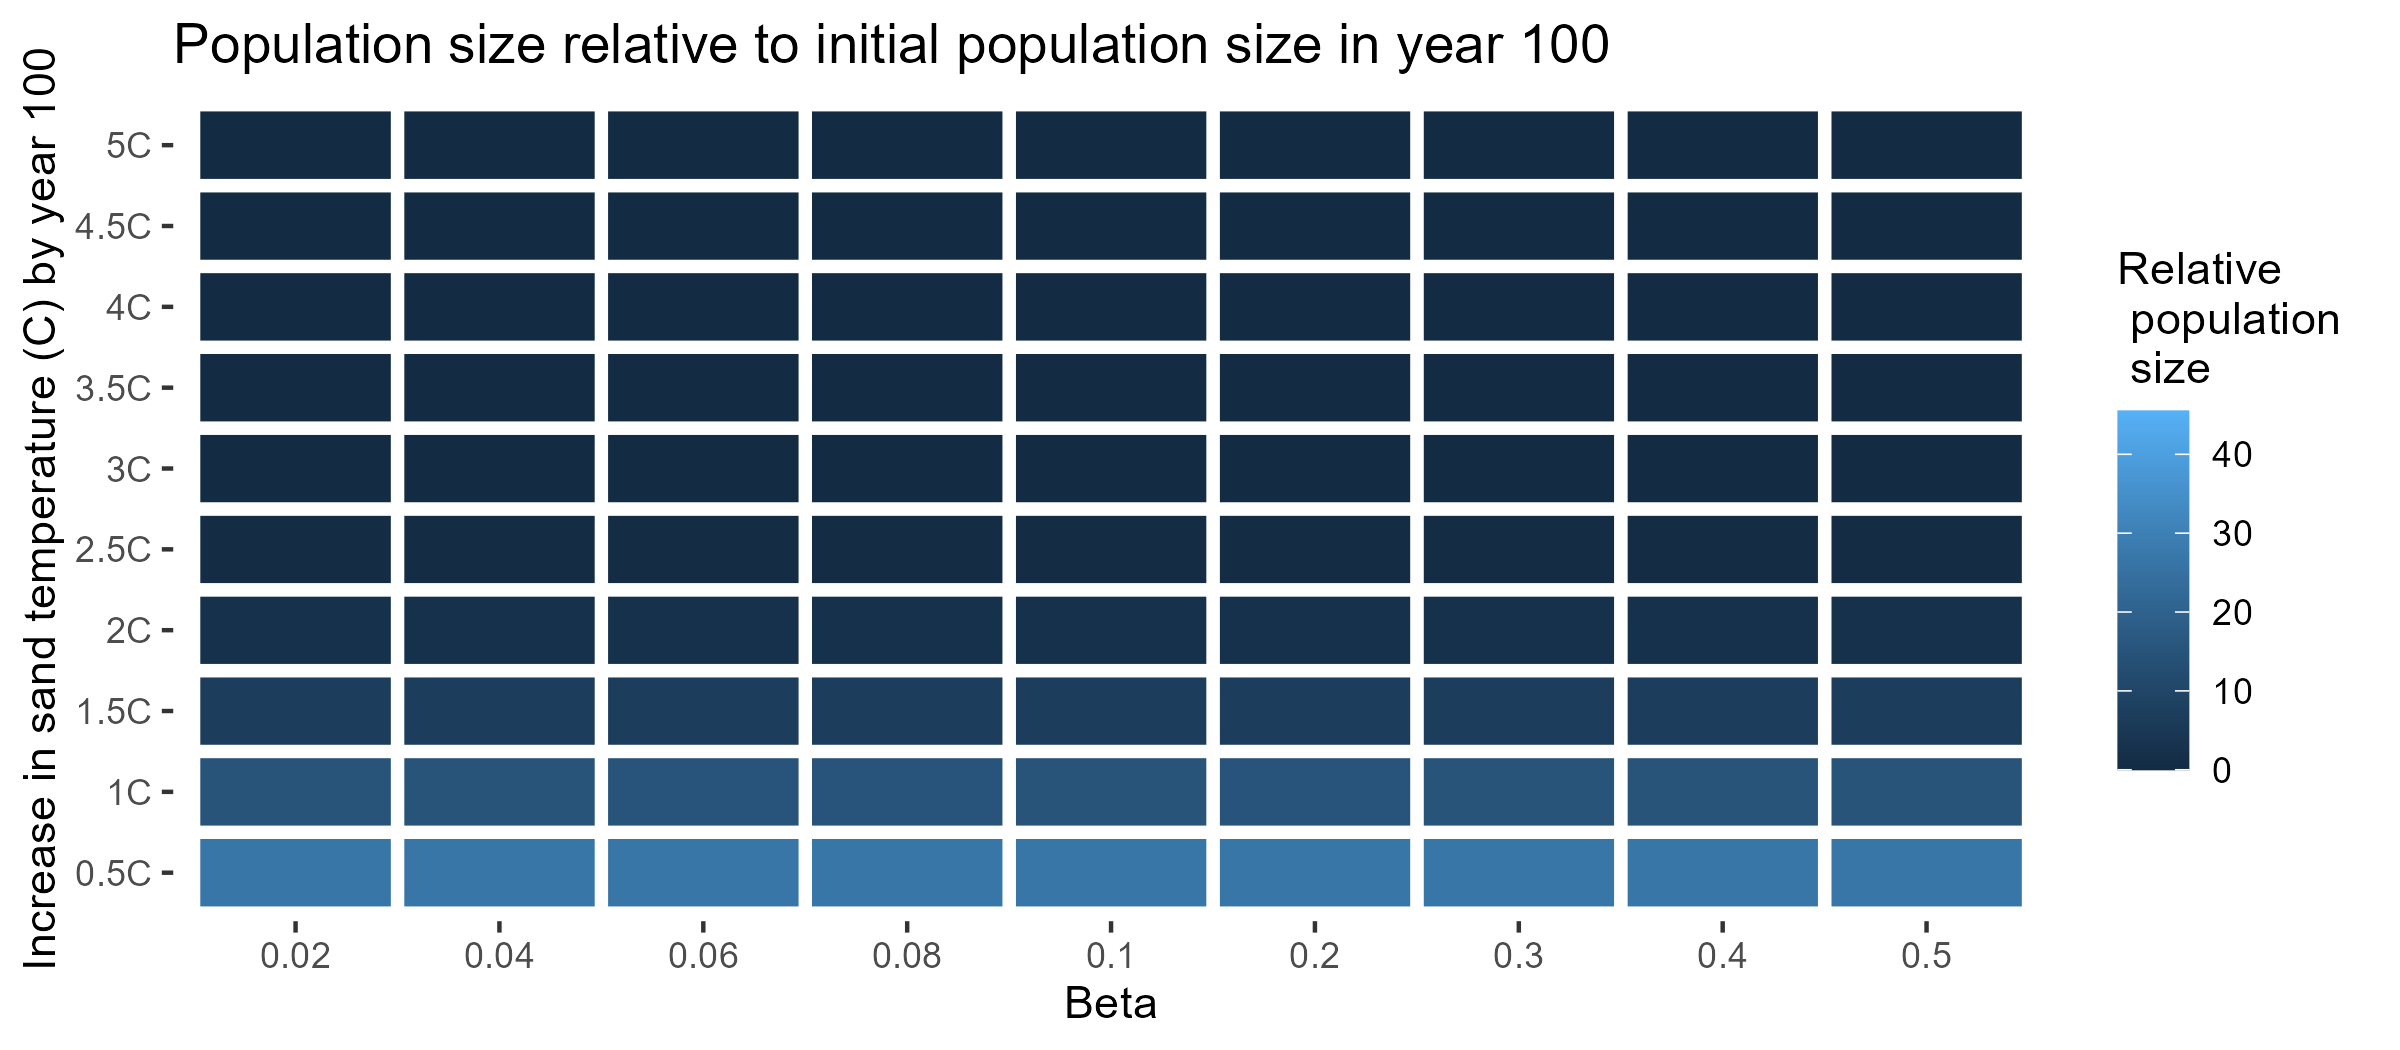 Population size relative to initial population size in year 100
Increase in sand temperature (C) by year 100
5C
4.5C
4C
3.5C
3C
2.5C
2C
1.5C
1C
0.5C
0.02 0.04 0.06 0.08 0.1 0.2 0.3 0.4 0.5
Beta
Relative
population
size
40
30
20
10
0